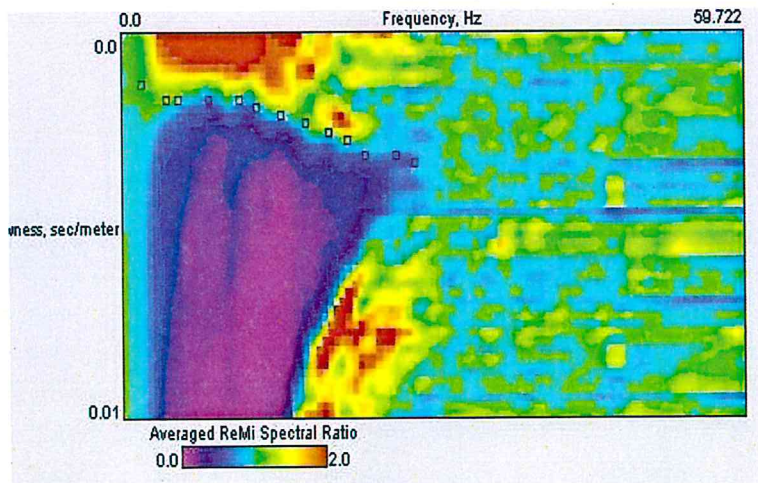 0.0 Frequency, Hz 59.722
0.0
wness, sec/meter
0.01
Averaged ReMi Spectral Ratio
0.0 2.0